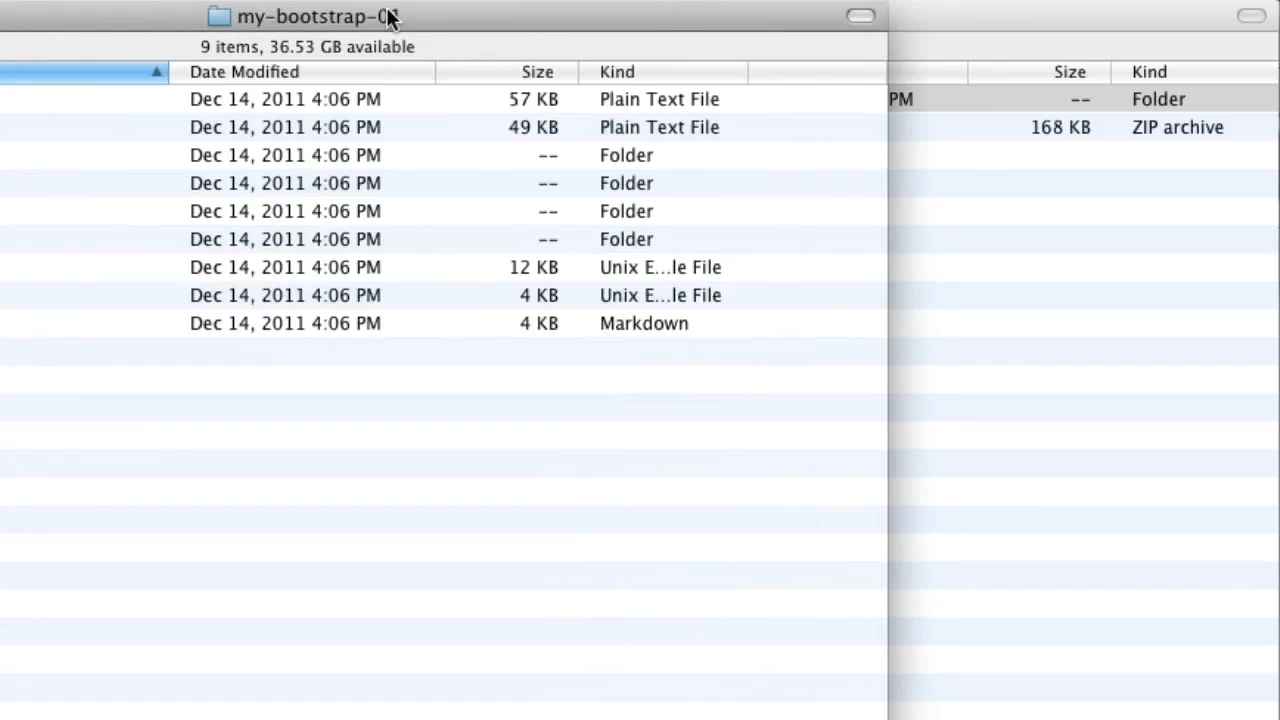 my-bootstrap-0
9 items, 36.53 GB available
Date Modified Size Kind
Dec 14, 2011 4:06 PM 57 KB Plain Text File
Dec 14, 2011 4:06 PM 49 KB Plain Text File
Dec 14, 2011 4:06 PM -- Folder
Dec 14, 2011 4:06 PM -- Folder
Dec 14, 2011 4:06 PM -- Folder
Dec 14, 2011 4:06 PM -- Folder
Dec 14, 2011 4:06 PM 12 KB Unix E...le File
Dec 14, 2011 4:06 PM 4 KB Unix E...le File
Dec 14, 2011 4:06 PM 4 KB Markdown
Size Kind
PM -- Folder
168 KB ZIP archive